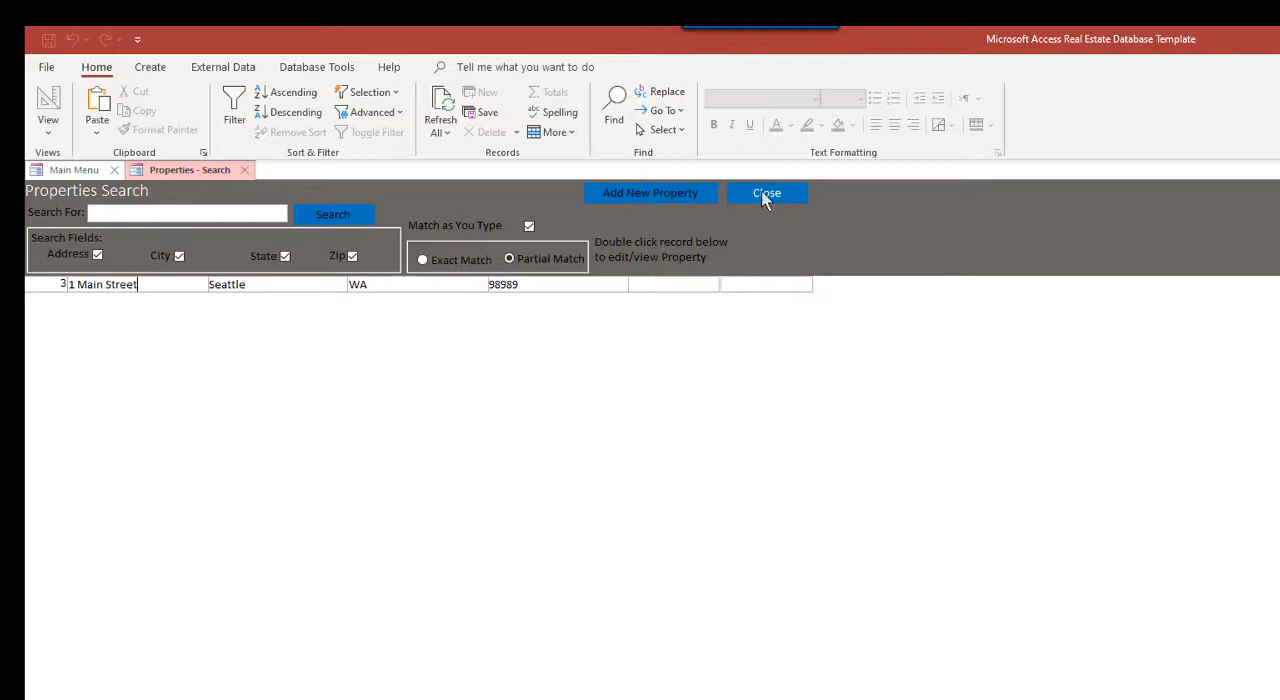 Microsoft Access Real Estate Database Template
File Home Create External Data Database Tools Help Tell me what you want to do
View
Views
Paste
Cut
Copy
Format Painter
Clipboard
Filter
Ascending
Descending
Remove Sort
Selection
Advanced
Toggle Filter
Sort & Filter
Refresh
All
New
Save
Delete
Totals
Spelling
More
Records
Find
Replace
Go To
Select
Find
B I U A
Text Formatting
Main Menu
Properties - Search
Properties Search
Add New Property
Close
Search For:
Search
Match as You Type
Search Fields:
Address
City
State
Zip
Exact Match
Partial Match
Double click record below
to edit/view Property
3 1 Main Street Seattle WA 98989